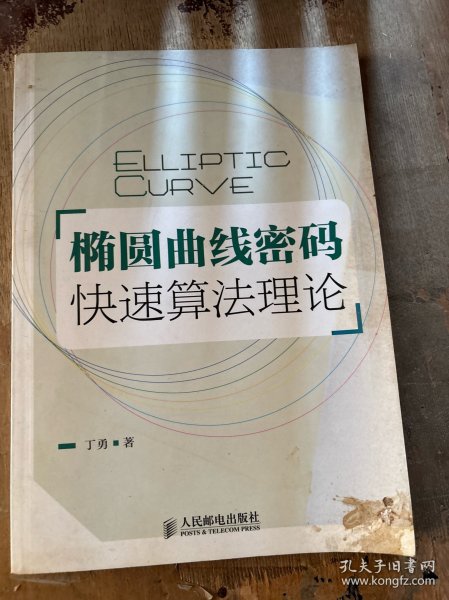 ELLIPTIC
CURVE
「椭圆曲线密码
快速算法理论」
丁勇 著
人民邮电出版社
POSTS & TELECOM PRESS
孔夫子旧书网
www.kongfz.com